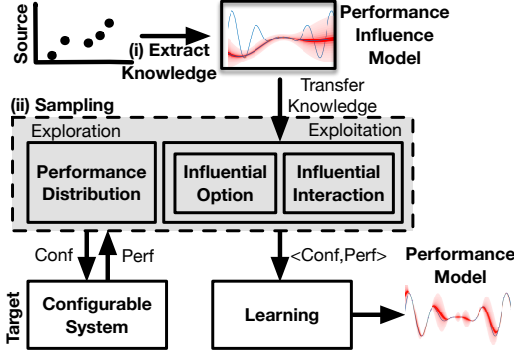 Source
(i) Extract
Knowledge
Performance
Influence
Model
Transfer
Knowledge
(ii) Sampling
Exploration
Exploitation
Performance
Distribution
Influential
Option
Influential
Interaction
Conf
Perf
<Conf,Perf>
Performance
Model
Target
Configurable
System
Learning